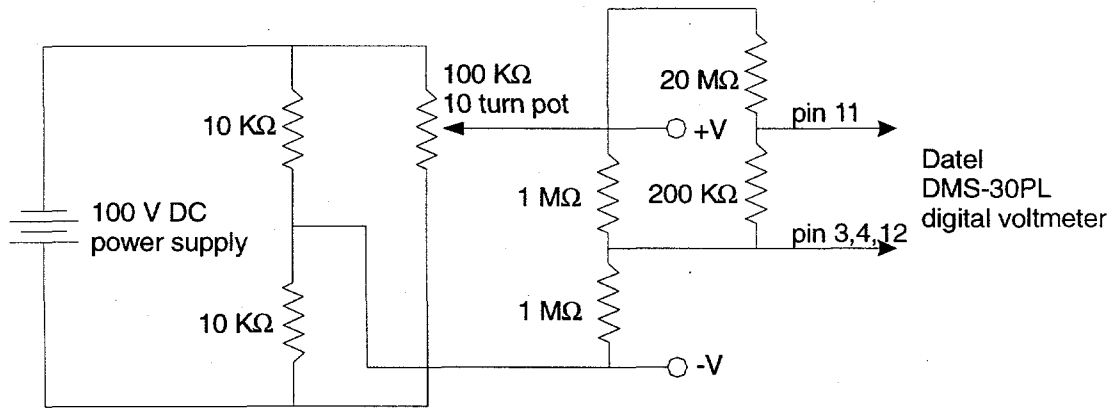 100 KΩ
10 turn pot
20 MΩ
pin 11
10 KΩ
+V
Datel
DMS-30PL
digital voltmeter
1 MΩ
200 KΩ
100 V DC
power supply
pin 3,4,12
10 KΩ
1 MΩ
-V